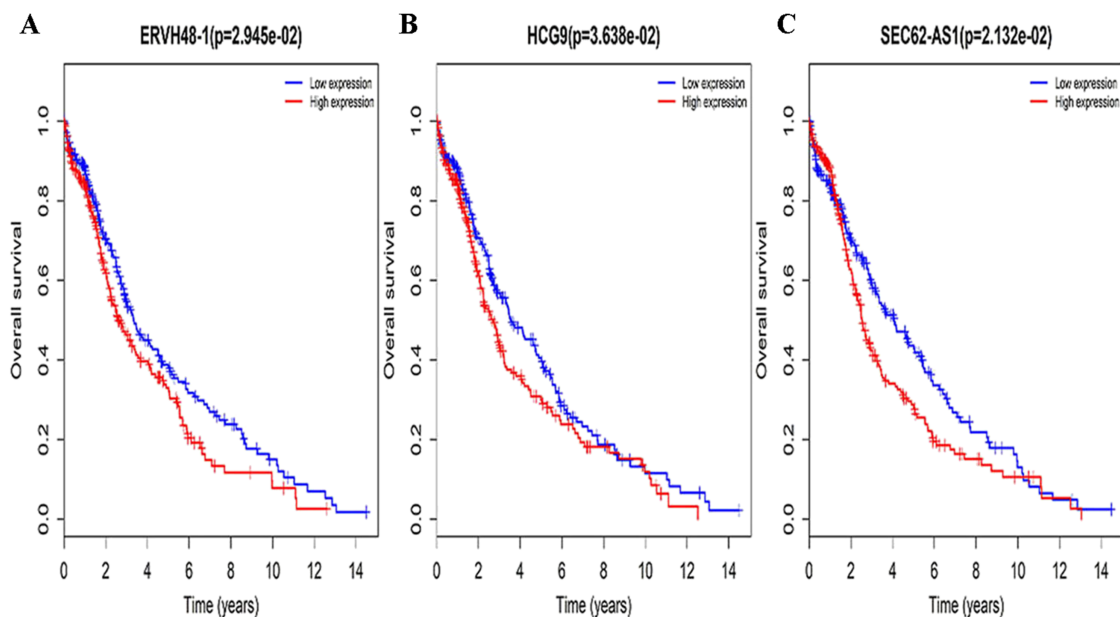 A
ERVH48-1(p=2.945e-02)
Low expression
High expression
Overall survival
1.0
0.8
0.6
0.4
0.2
0.0
0 2 4 6 8 10 12 14
Time (years)
B
HCG9(p=3.638e-02)
Low expression
High expression
Overall survival
1.0
0.8
0.6
0.4
0.2
0.0
0 2 4 6 8 10 12 14
Time (years)
C
SEC62-AS1(p=2.132e-02)
Low expression
High expression
Overall survival
1.0
0.8
0.6
0.4
0.2
0.0
0 2 4 6 8 10 12 14
Time (years)